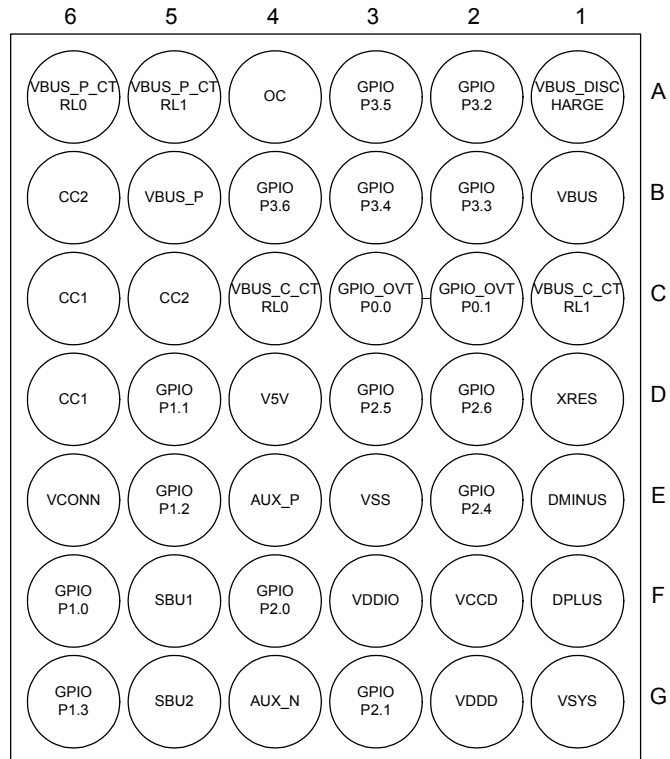 6 5 4 3 2 1
VBUS_P_CT VBUS_P_CT OC GPIO GPIO VBUS_DISC A
RL0 RL1 P3.5 P3.2 HARGE
CC2 VBUS_P GPIO GPIO GPIO VBUS B
P3.6 P3.4 P3.3
CC1 CC2 VBUS_C_CT GPIO_OVT GPIO_OVT VBUS_C_CT C
RL0 P0.0 P0.1 RL1
CC1 GPIO V5V GPIO GPIO XRES D
P1.1 P2.5 P2.6
VCONN GPIO AUX_P VSS GPIO DMINUS E
P1.2 P2.4
GPIO SBU1 GPIO VDDIO VCCD DPLUS F
P1.0 P2.0
GPIO SBU2 AUX_N GPIO VDDD VSYS G
P1.3 P2.1